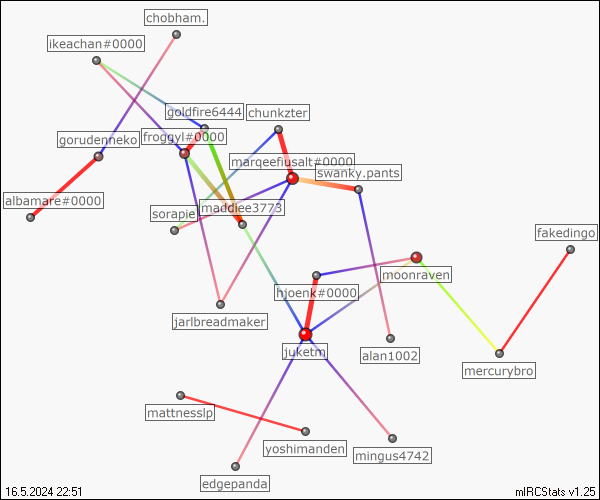 chobham.
ikeachan#0000
goldfire6444
chunkzter
gorudenneko
froggyl#0000
marqeefiusalt#0000
swanky.pants
albamare#0000
sorapie
maddiee3773
fakedingo
moonraven
hjoenk#0000
jarlbreadmaker
juketm
alan1002
mercurybro
mattnesslp
yoshimanden
mingus4742
edgepanda
16.5.2024 22:51
mIRCStats v1.25